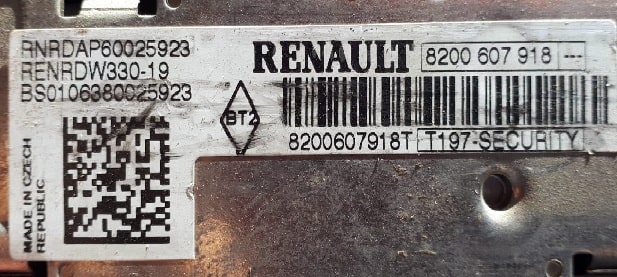 RNRDAP60025923
RENRDW330-19
BS0106380025923
MADE IN CZECH
REPUBLIC
BT2
RENAULT
8200 607 918 ---
8200607918T T197-SECURITY